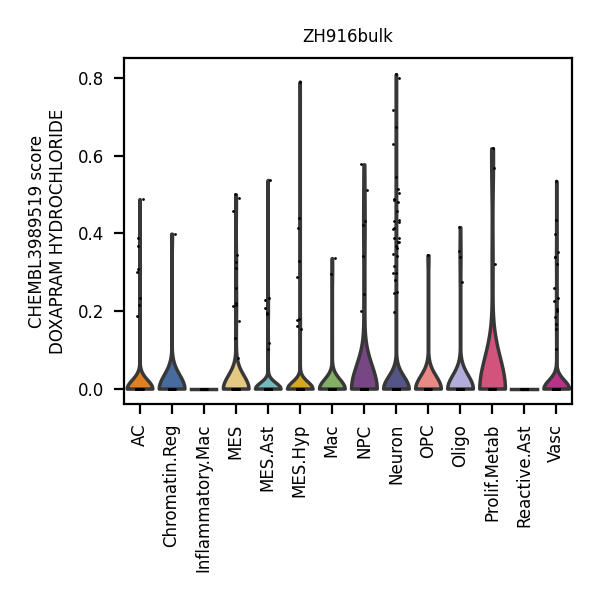 ZH916bulk
CHEMBL3989519 score
DOXAPRAM HYDROCHLORIDE
0.8
0.6
0.4
0.2
0.0
AC
Chromatin.Reg
Inflammatory.Mac
MES
MES.Ast
MES.Hyp
Mac
NPC
Neuron
OPC
Oligo
Prolif.Metab
Reactive.Ast
Vasc